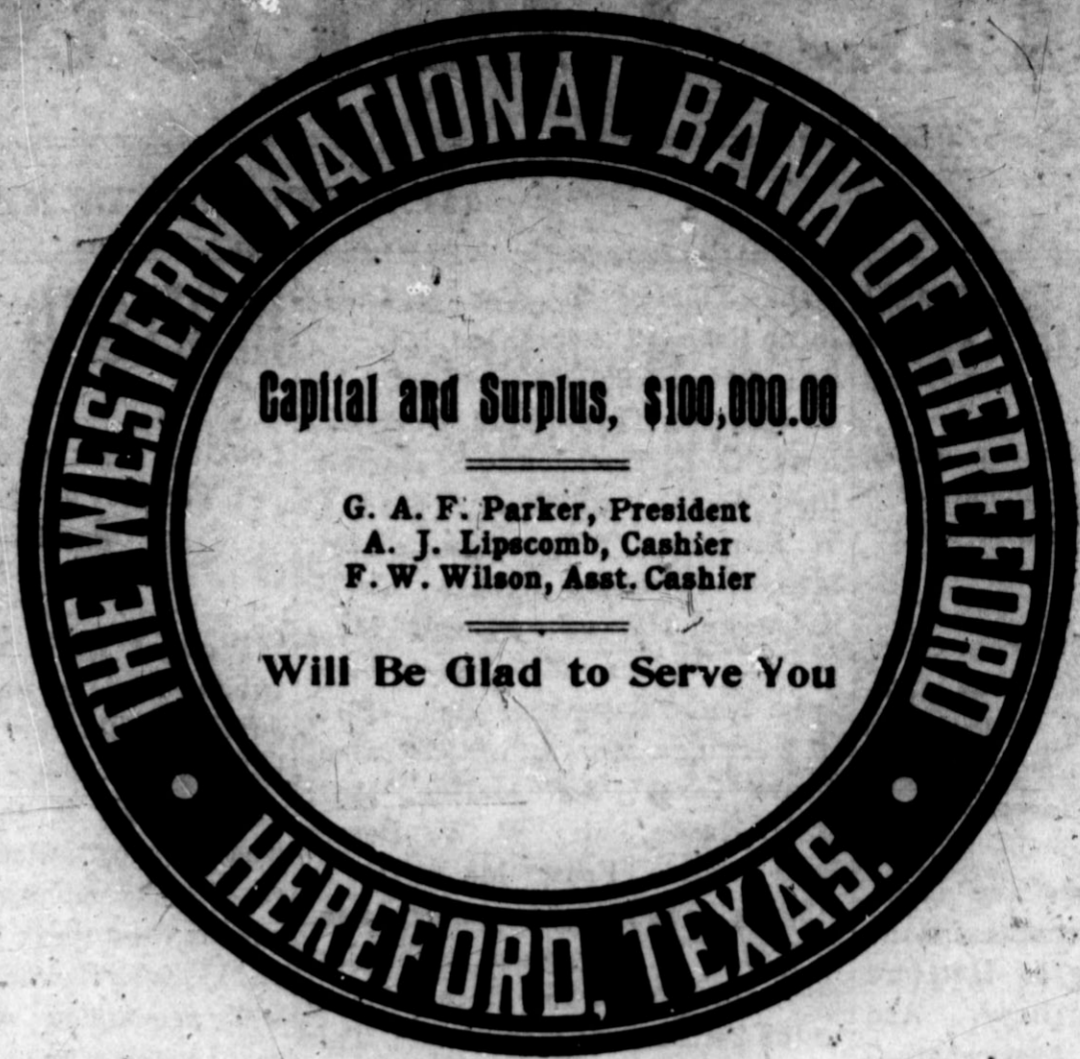 THE WESTERN NATIONAL BANK OF HEREFORD
Capital and Surplus, $100,000.00
G. A. F. Parker, President
A. J. Lipscomb, Cashier
F. W. Wilson, Asst. Cashier
Will Be Glad to Serve You
HEREFORD, TEXAS.